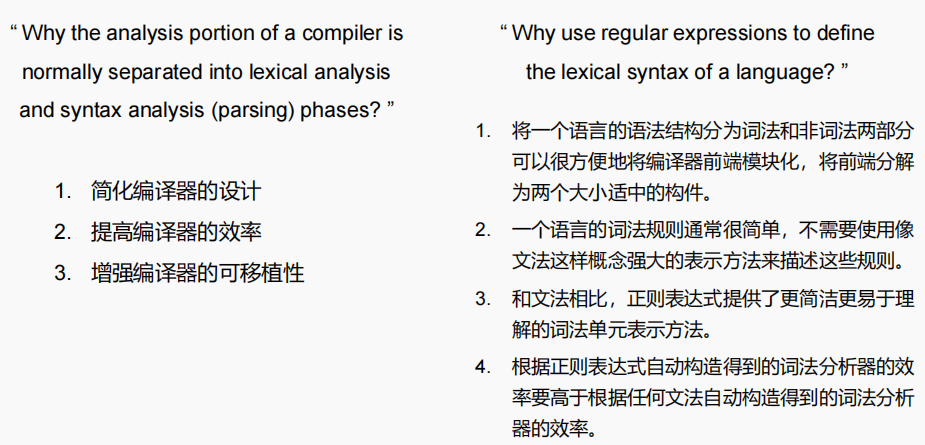 “ Why the analysis portion of a compiler is
normally separated into lexical analysis
and syntax analysis (parsing) phases? ”
1. 简化编译器的设计
2. 提高编译器的效率
3. 增强编译器的可移植性
“ Why use regular expressions to define
the lexical syntax of a language? ”
1. 将一个语言的语法结构分为词法和非词法两部分
可以很方便地将编译器前端模块化，将前端分解
为两个大小适中的构件。
2. 一个语言的词法规则通常很简单，不需要使用像
文法这样概念强大的表示方法来描述这些规则。
3. 和文法相比，正则表达式提供了更简洁更易于理
解的词法单元表示方法。
4. 根据正则表达式自动构造得到的词法分析器的效
率要高于根据任何文法自动构造得到的词法分析
器的效率。